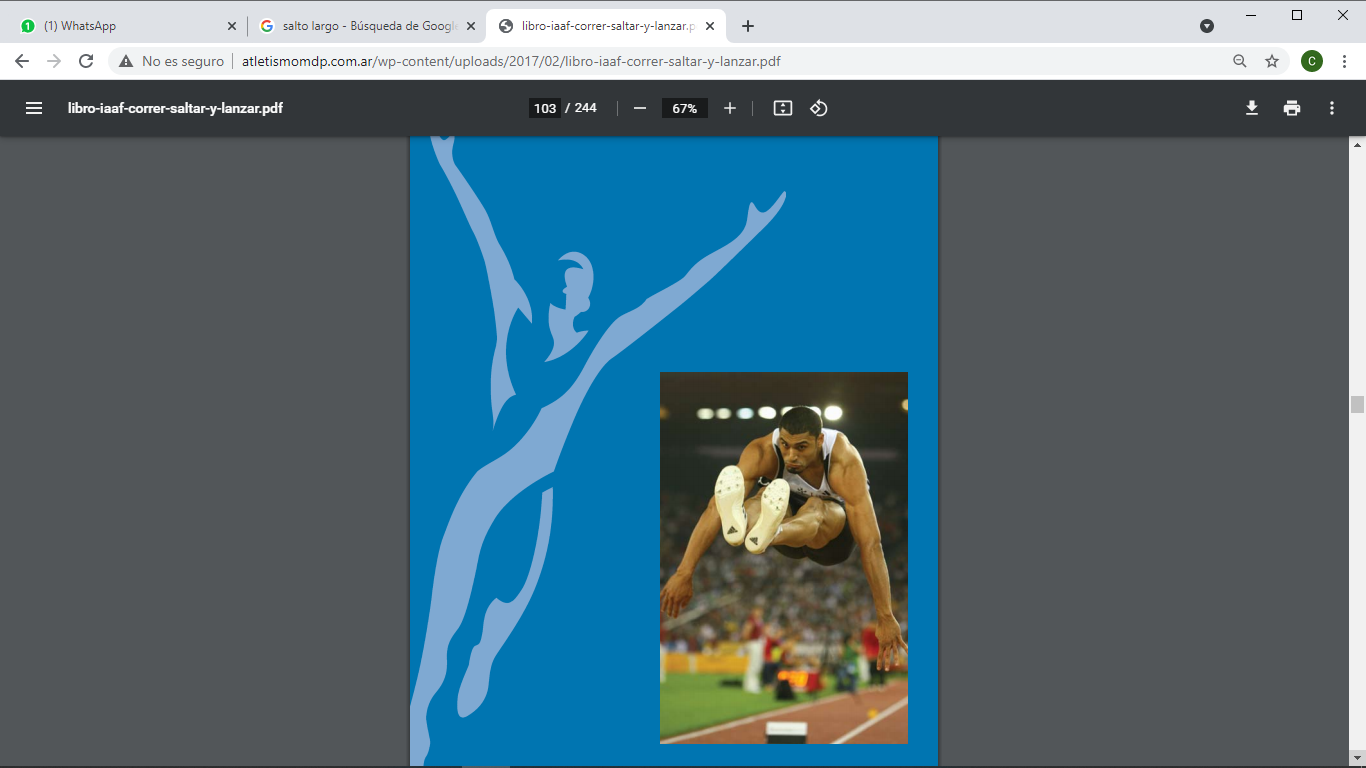 (1) WhatsApp
salto largo - Búsqueda de Google
libro-iaaf-correr-saltar-y-lanzar.p
No es seguro
atletismomdp.com.ar/wp-content/uploads/2017/02/libro-iaaf-correr-saltar-y-lanzar.pdf
C
libro-iaaf-correr-saltar-y-lanzar.pdf
103 / 244
67%